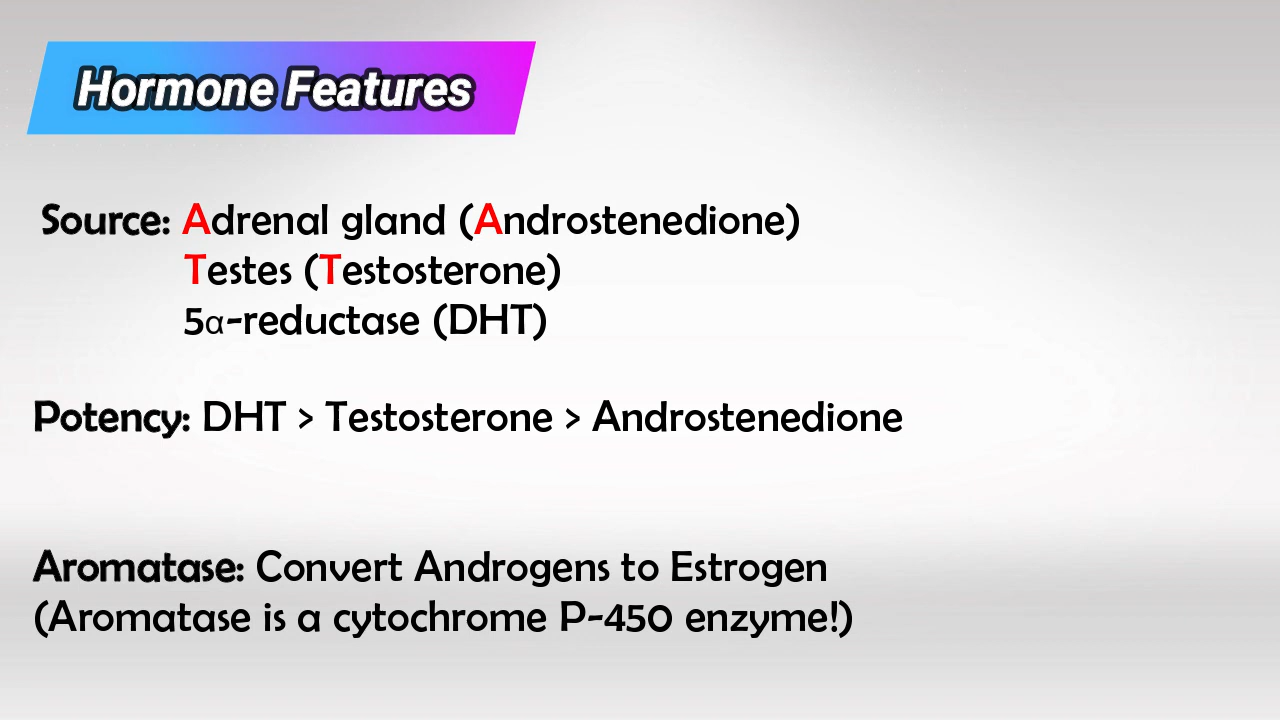 Hormone Features
Source: Adrenal gland (Androstenedione)
Testes (Testosterone)
5α-reductase (DHT)
Potency: DHT > Testosterone > Androstenedione
Aromatase: Convert Androgens to Estrogen
(Aromatase is a cytochrome P-450 enzyme!)